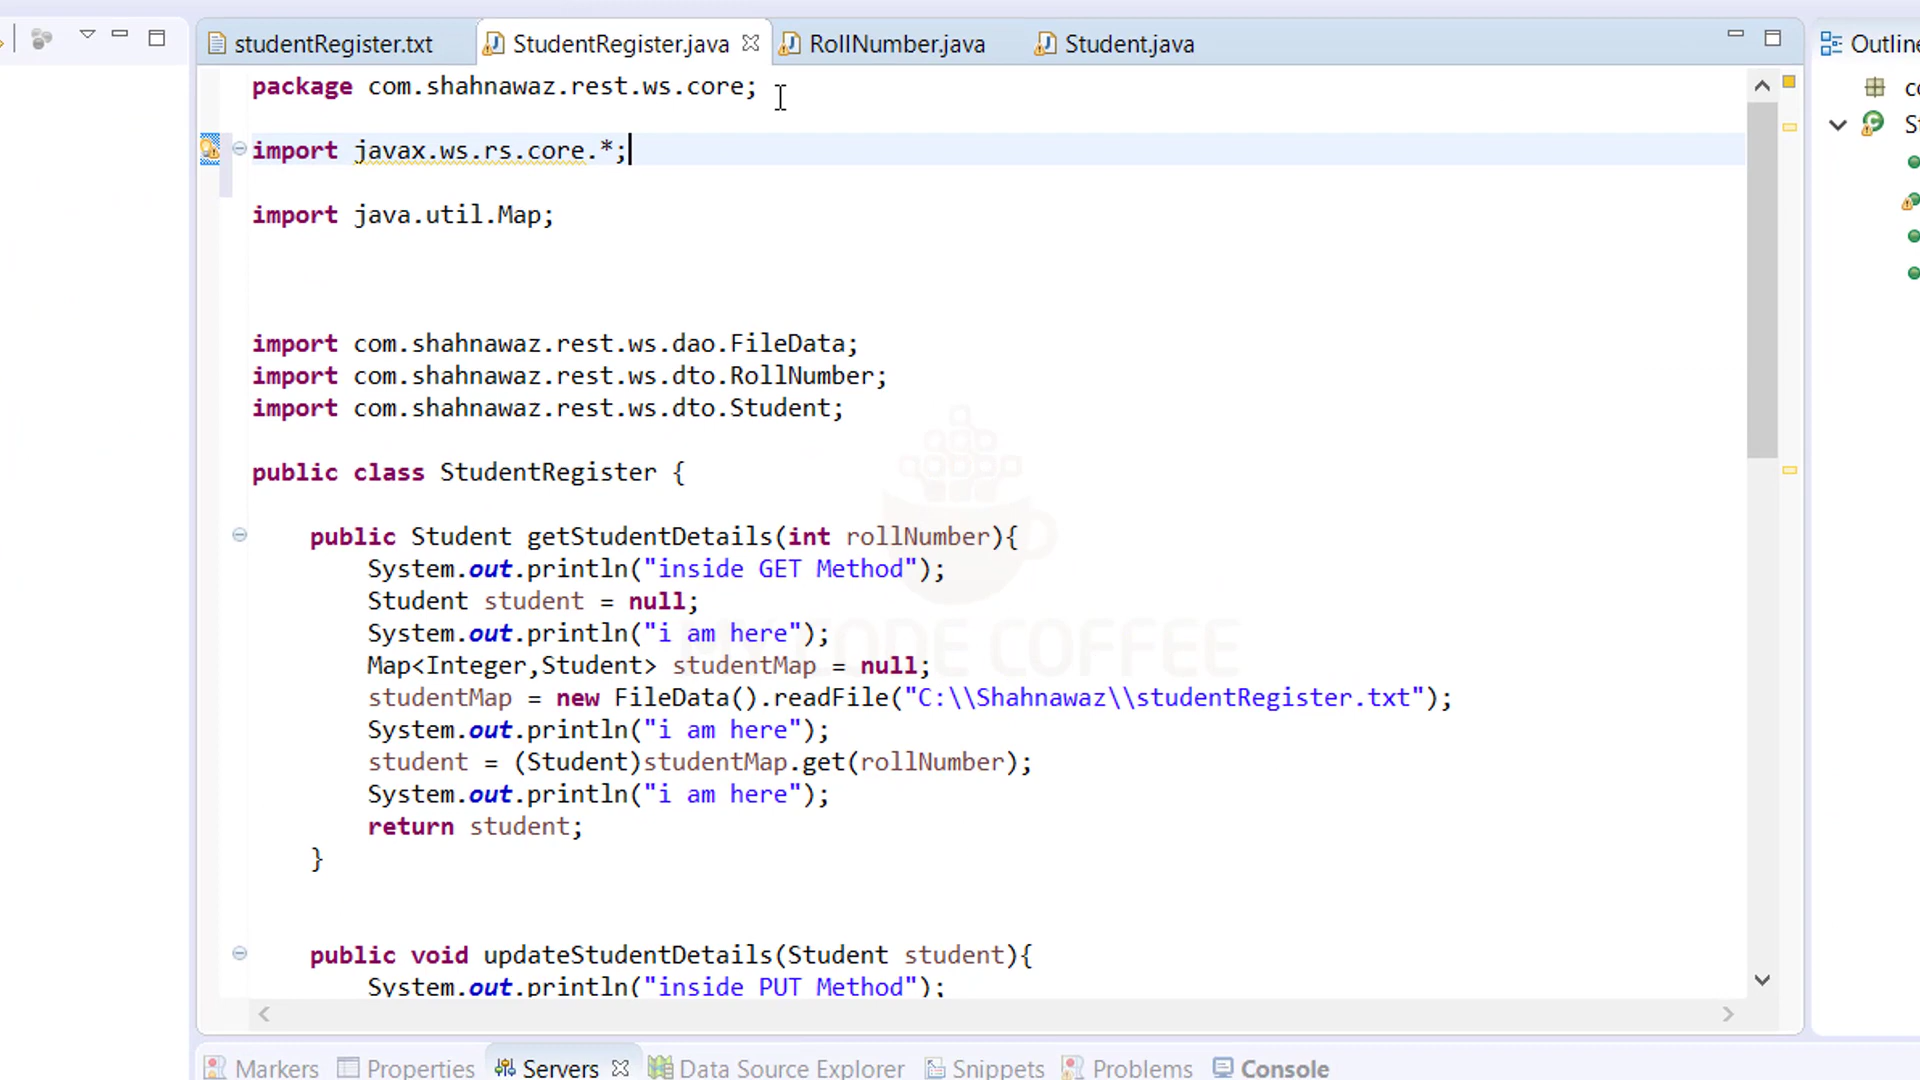 studentRegister.txt StudentRegister.java RollNumber.java Student.java Outline
package com.shahnawaz.rest.ws.core;
import javax.ws.rs.core.*;
import java.util.Map;
import com.shahnawaz.rest.ws.dao.FileData;
import com.shahnawaz.rest.ws.dto.RollNumber;
import com.shahnawaz.rest.ws.dto.Student;
public class StudentRegister {
public Student getStudentDetails(int rollNumber){
System.out.println("inside GET Method");
Student student = null;
System.out.println("i am here");
Map<Integer,Student> studentMap = null;
studentMap = new FileData().readFile("C:\\Shahnawaz\\studentRegister.txt");
System.out.println("i am here");
student = (Student)studentMap.get(rollNumber);
System.out.println("i am here");
return student;
}
public void updateStudentDetails(Student student){
System.out.println("inside PUT Method");
MY CODE COFFEE
Markers Properties Servers Data Source Explorer Snippets Problems Console